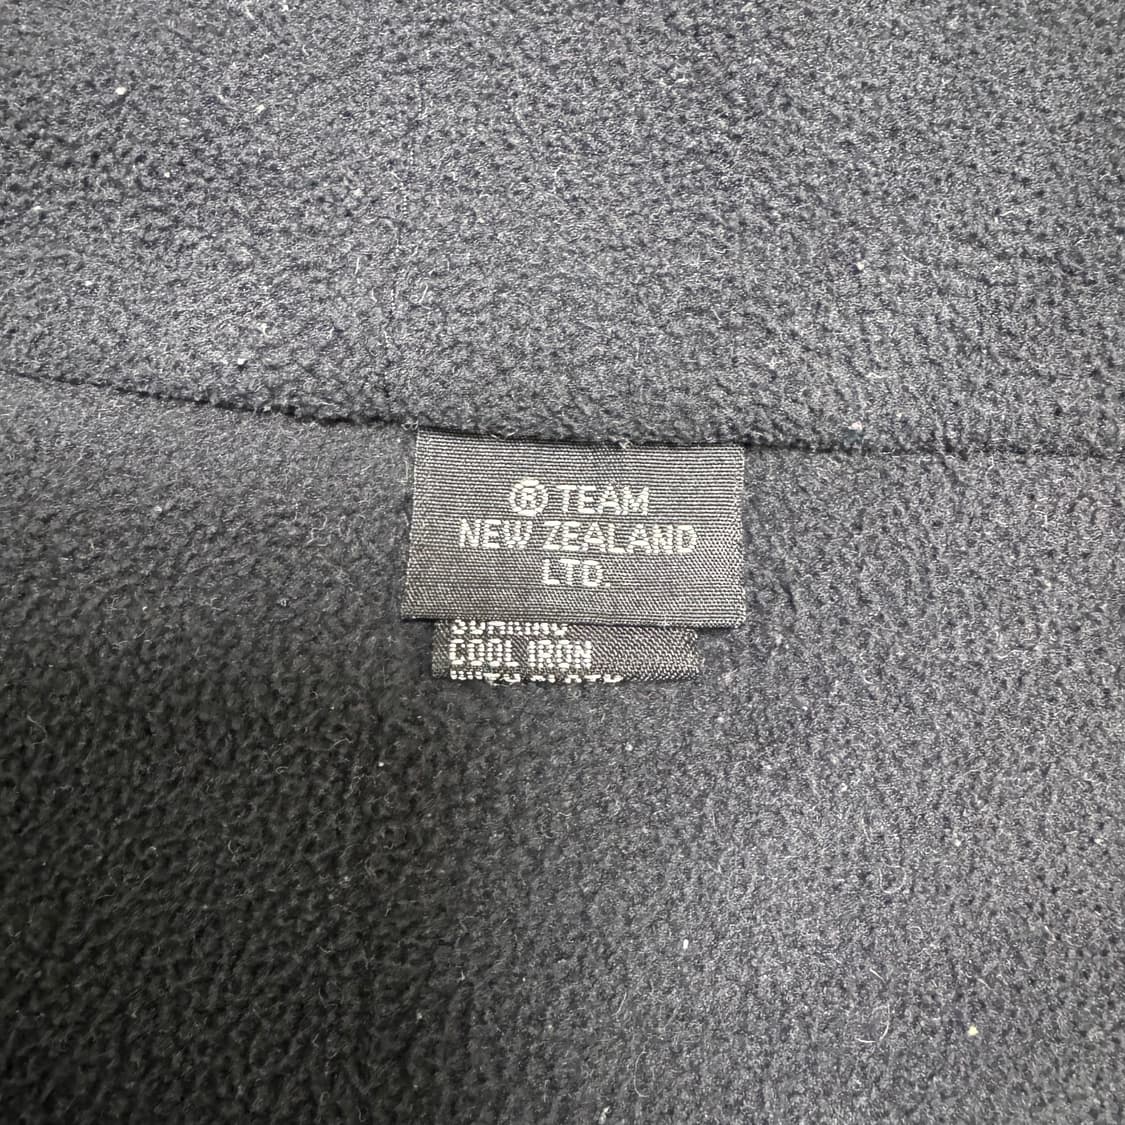 ® TEAM
NEW ZEALAND
LTD.
COOL IRON